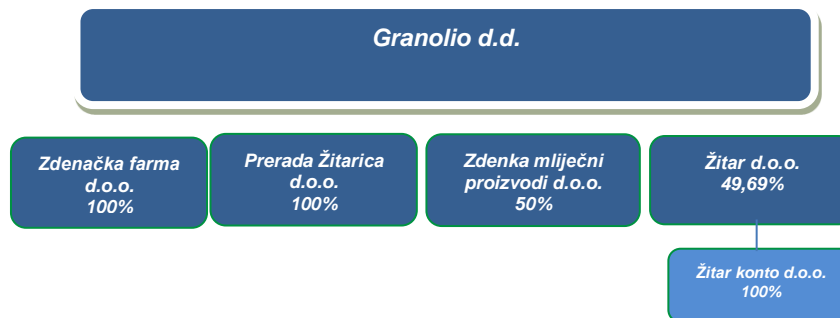 Granolio d.d.
Zdenačka farma
d.o.o.
100%
Prerada Žitarica
d.o.o.
100%
Zdenka mliječni
proizvodi d.o.o.
50%
Žitar d.o.o.
49,69%
Žitar konto d.o.o.
100%